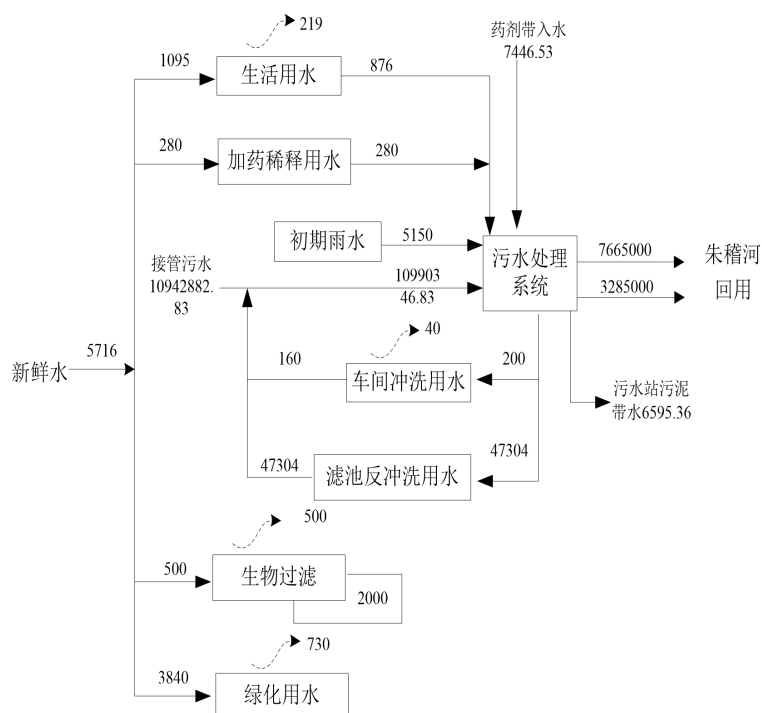 219
药剂带入水
7446.53
1095
生活用水
876
280
加药稀释用水
280
初期雨水
5150
污水处理
系统
7665000
朱稽河
3285000
回用
接管污水
10942882.
83
109903
46.83
40
新鲜水
5716
160
车间冲洗用水
200
污水站污泥
带水6595.36
47304
滤池反冲洗用水
47304
500
500
生物过滤
2000
730
3840
绿化用水